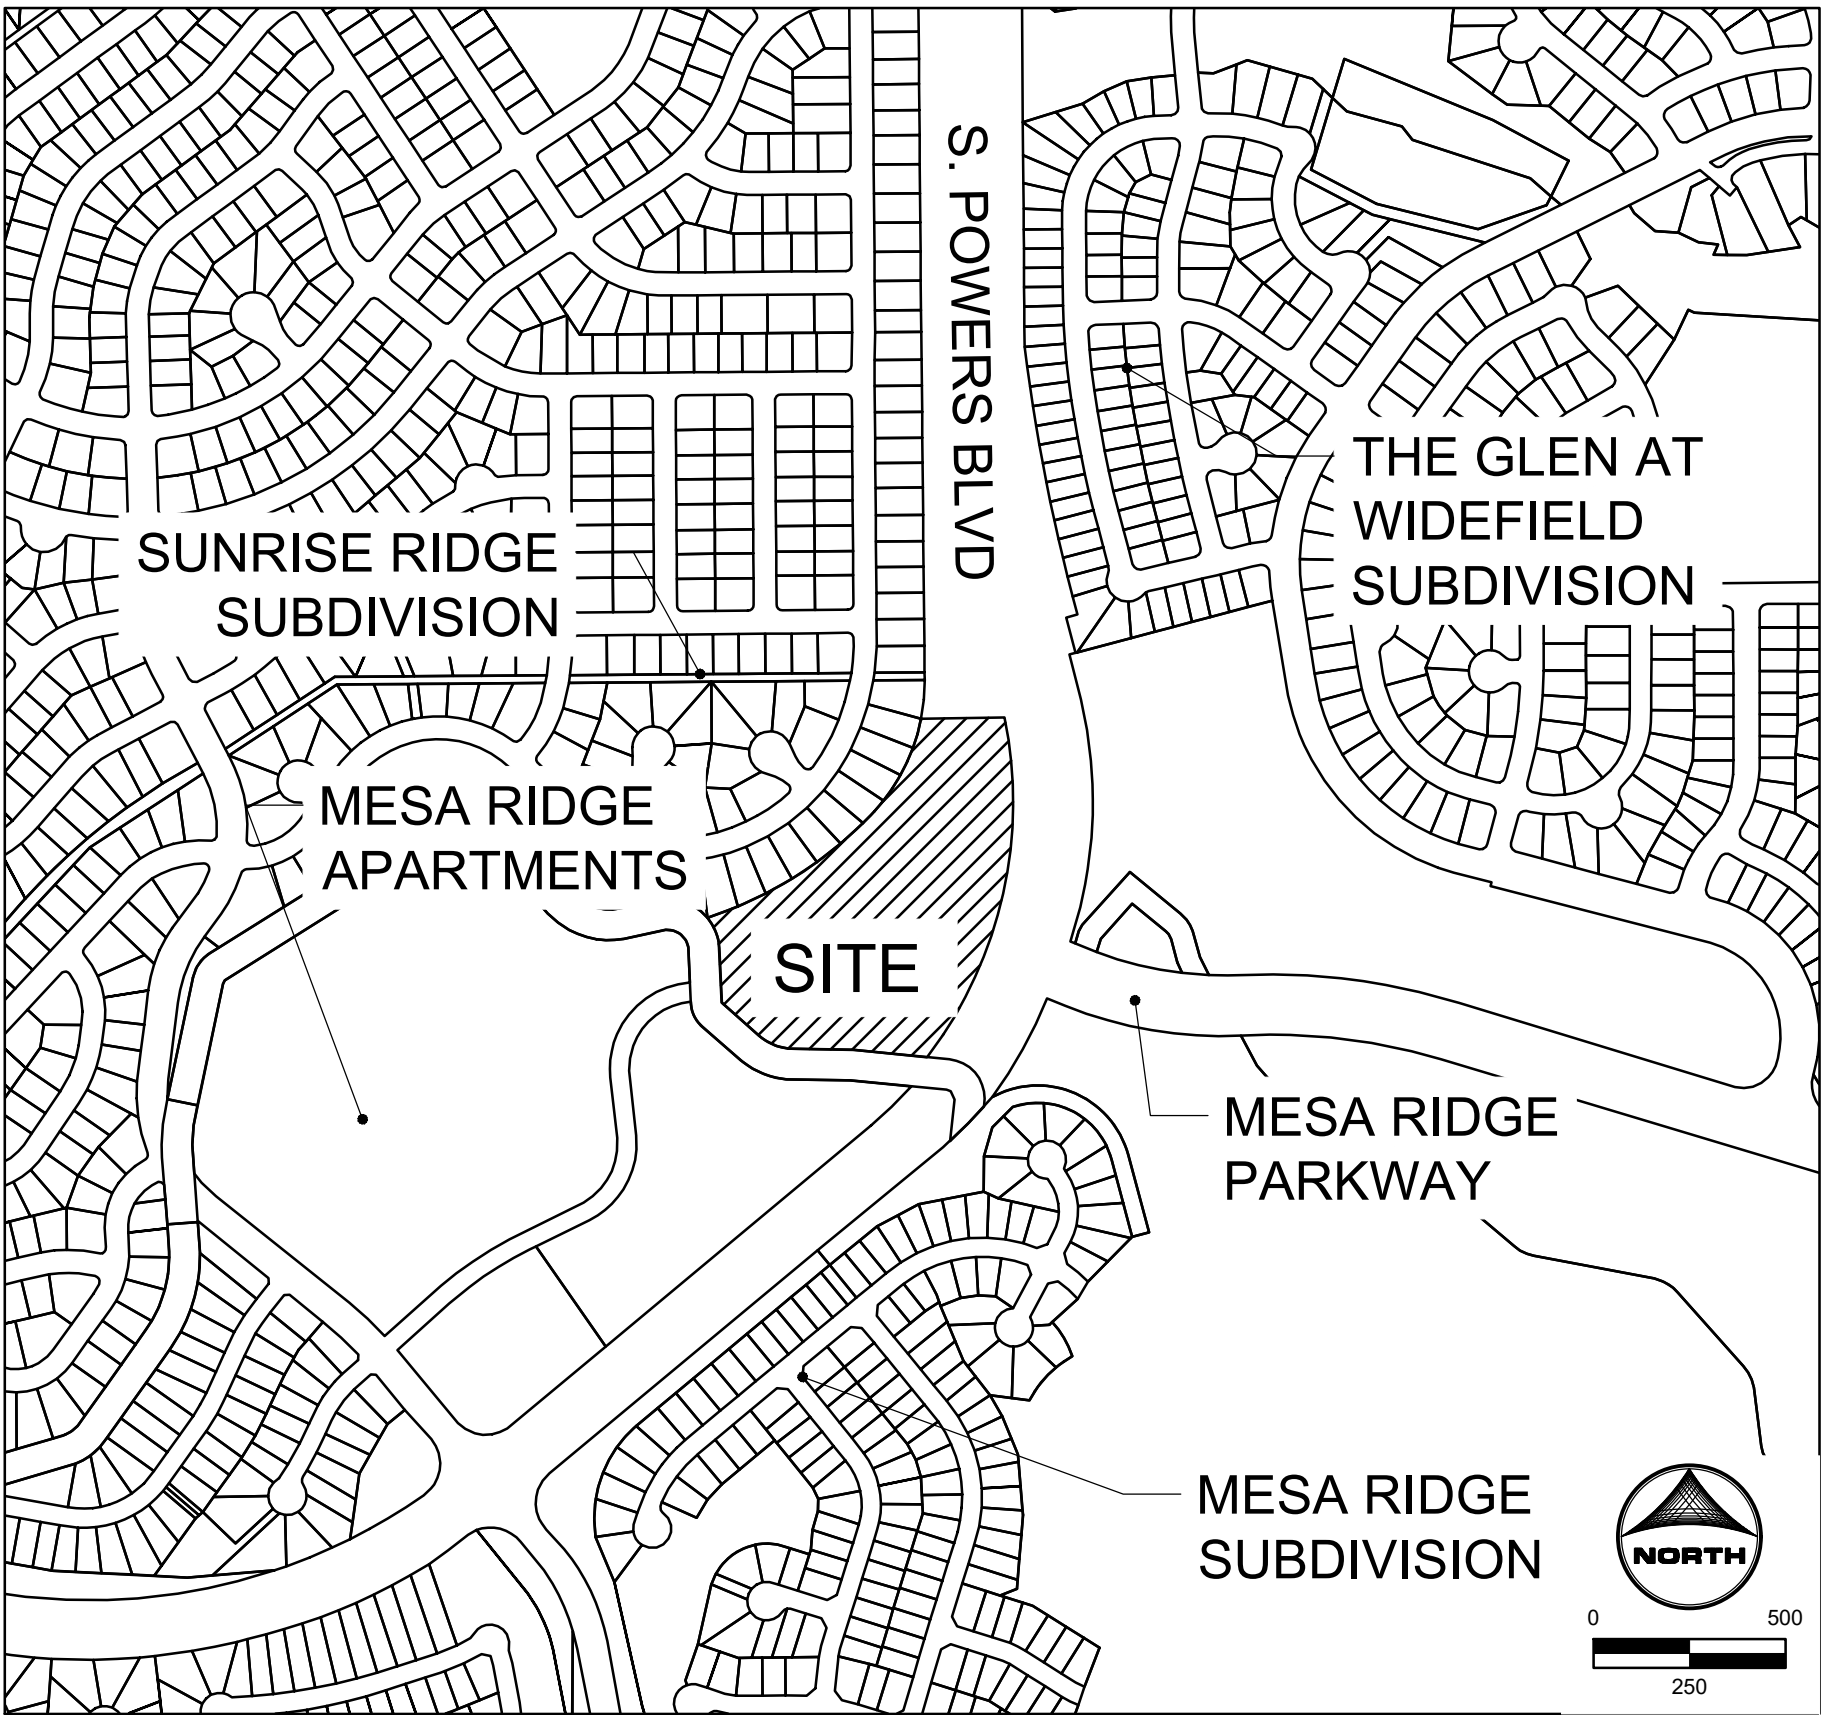 S. POWERS BLVD
THE GLEN AT
WIDEFIELD
SUBDIVISION
SUNRISE RIDGE
SUBDIVISION
MESA RIDGE
APARTMENTS
SITE
MESA RIDGE
PARKWAY
MESA RIDGE
SUBDIVISION
NORTH
0 500
250